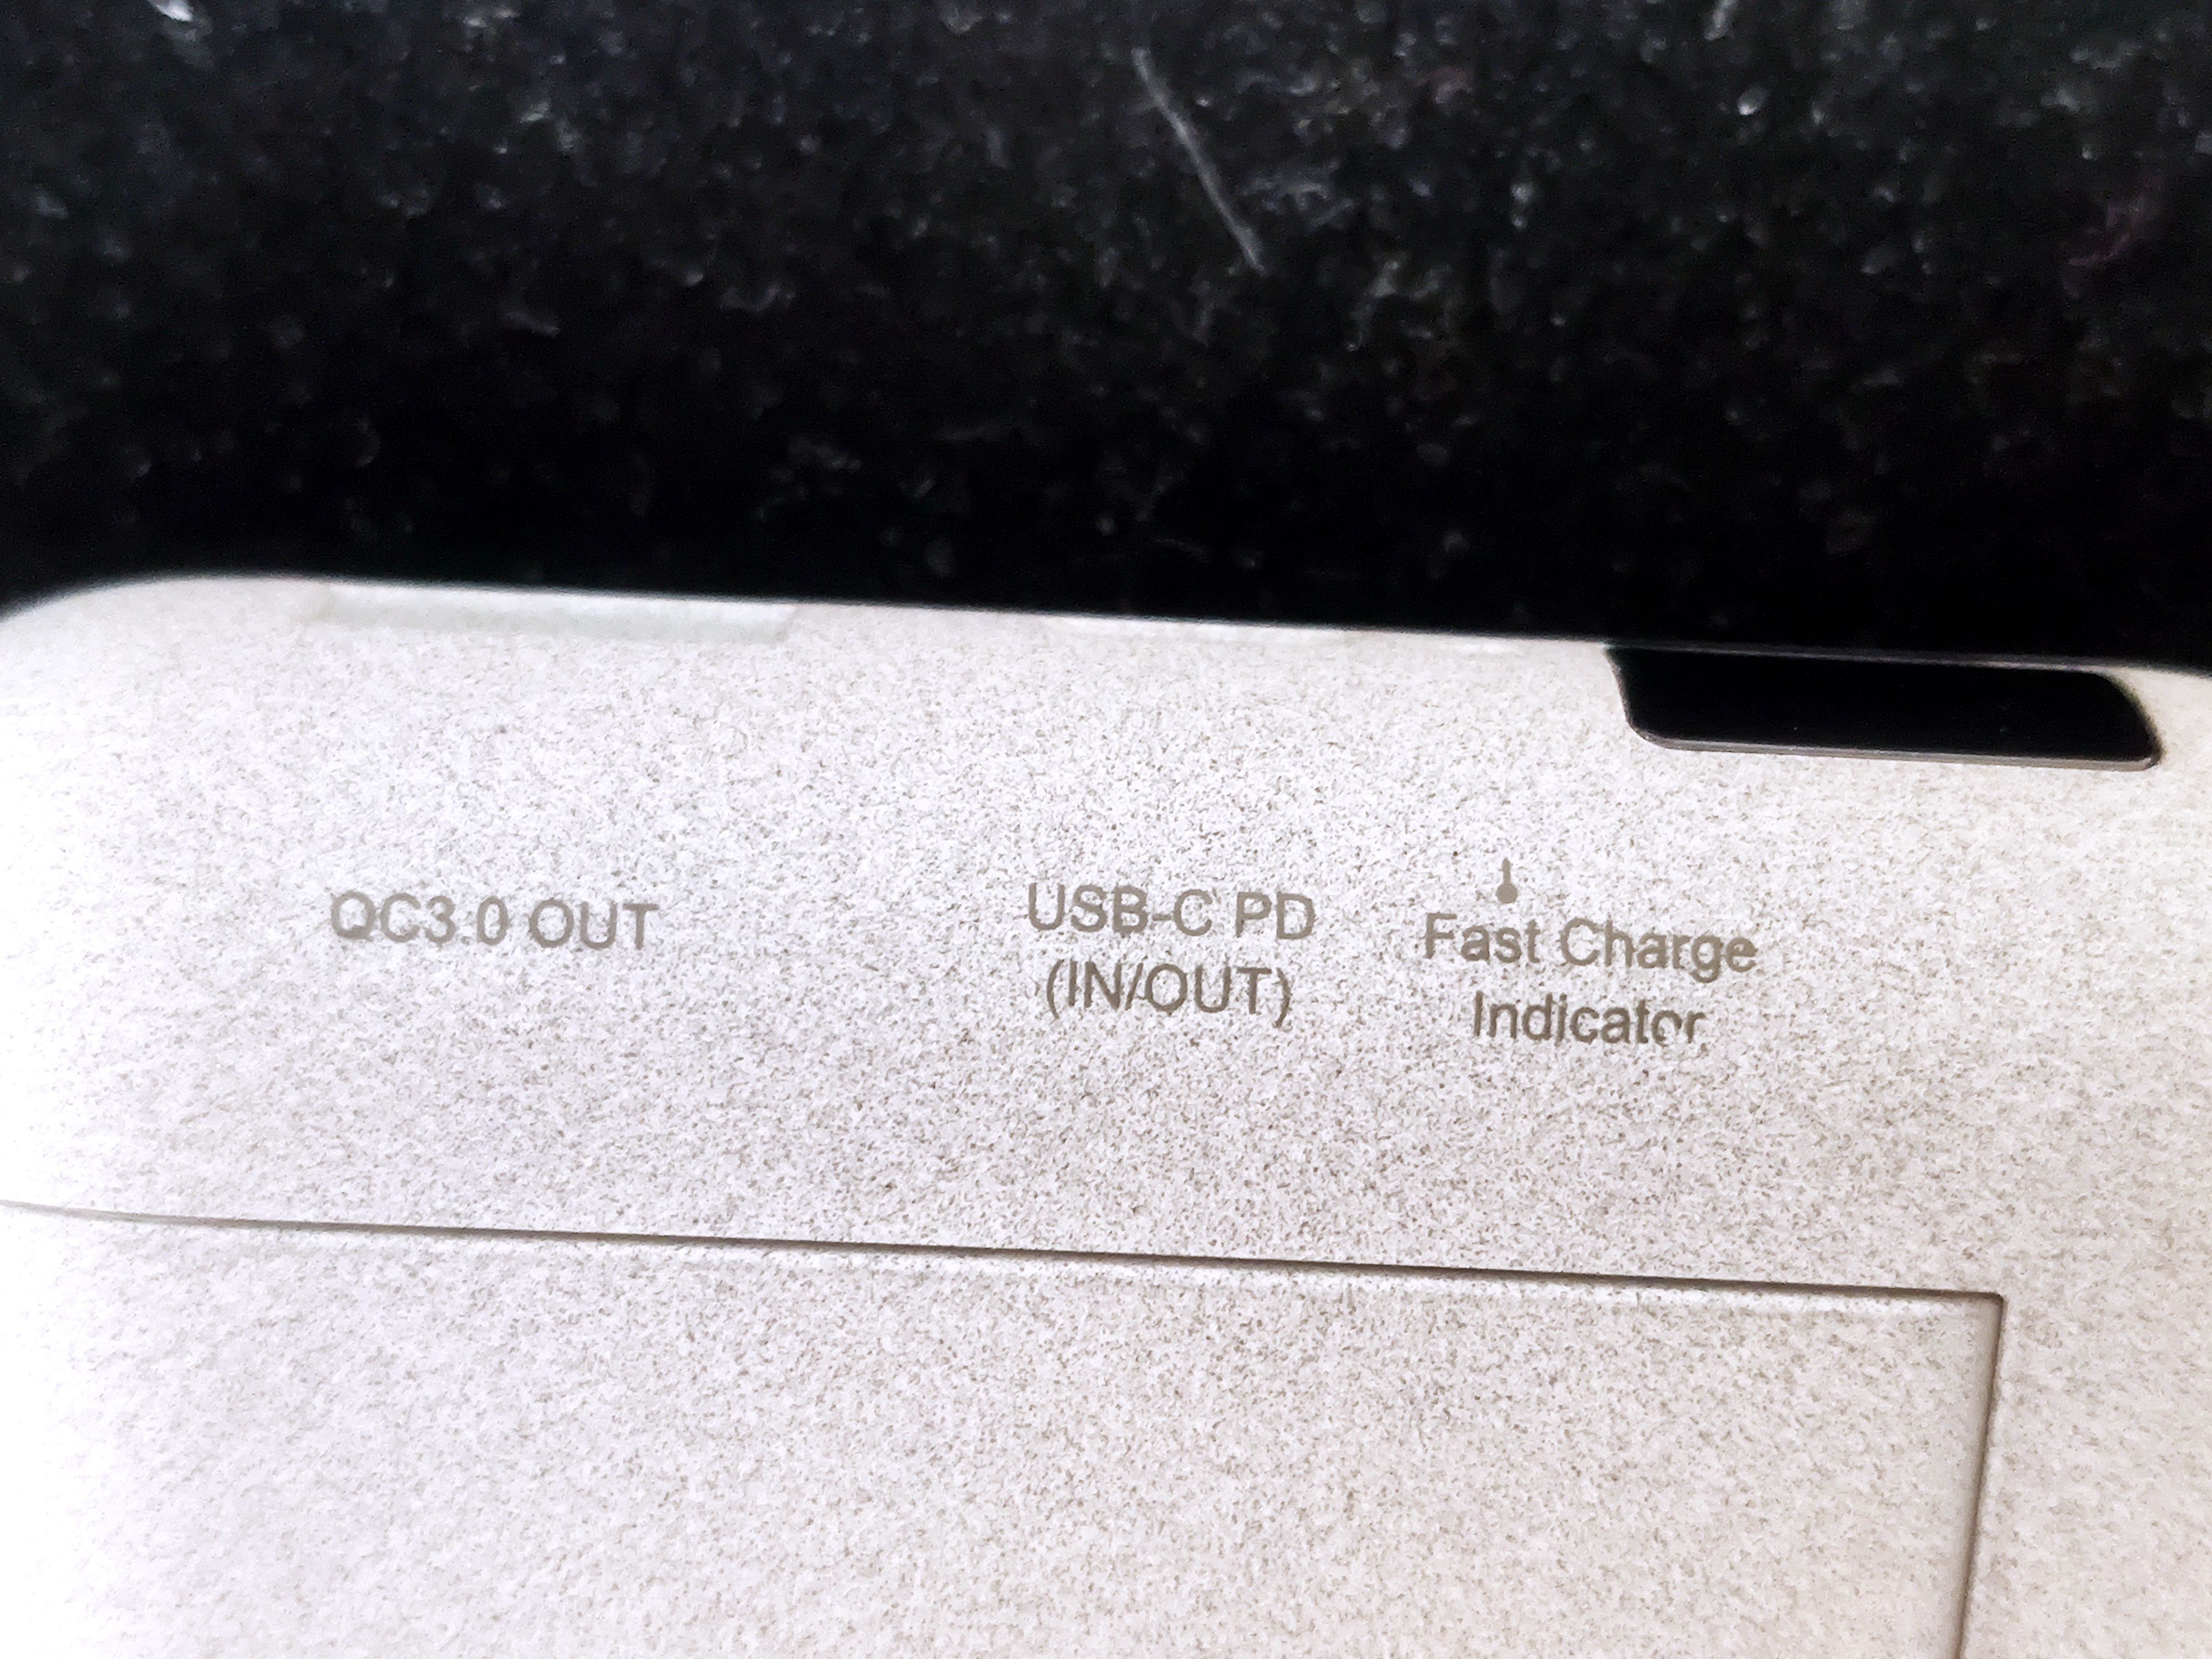 QC3.0 OUT
USB-C PD
(IN/OUT)
Fast Charge
Indicator